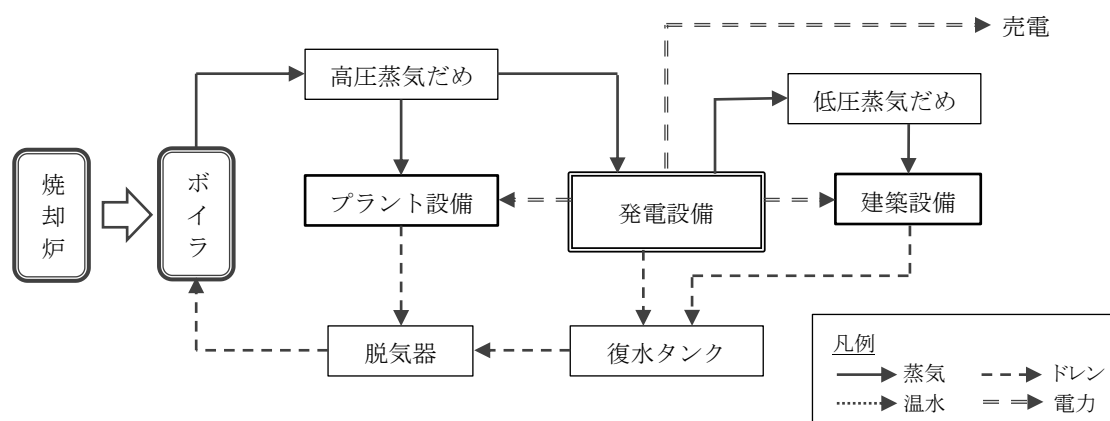 売電
高圧蒸気だめ
低圧蒸気だめ
焼却炉
ボイラ
プラント設備
発電設備
建築設備
脱気器
復水タンク
凡例
蒸気
ドレン
温水
電力